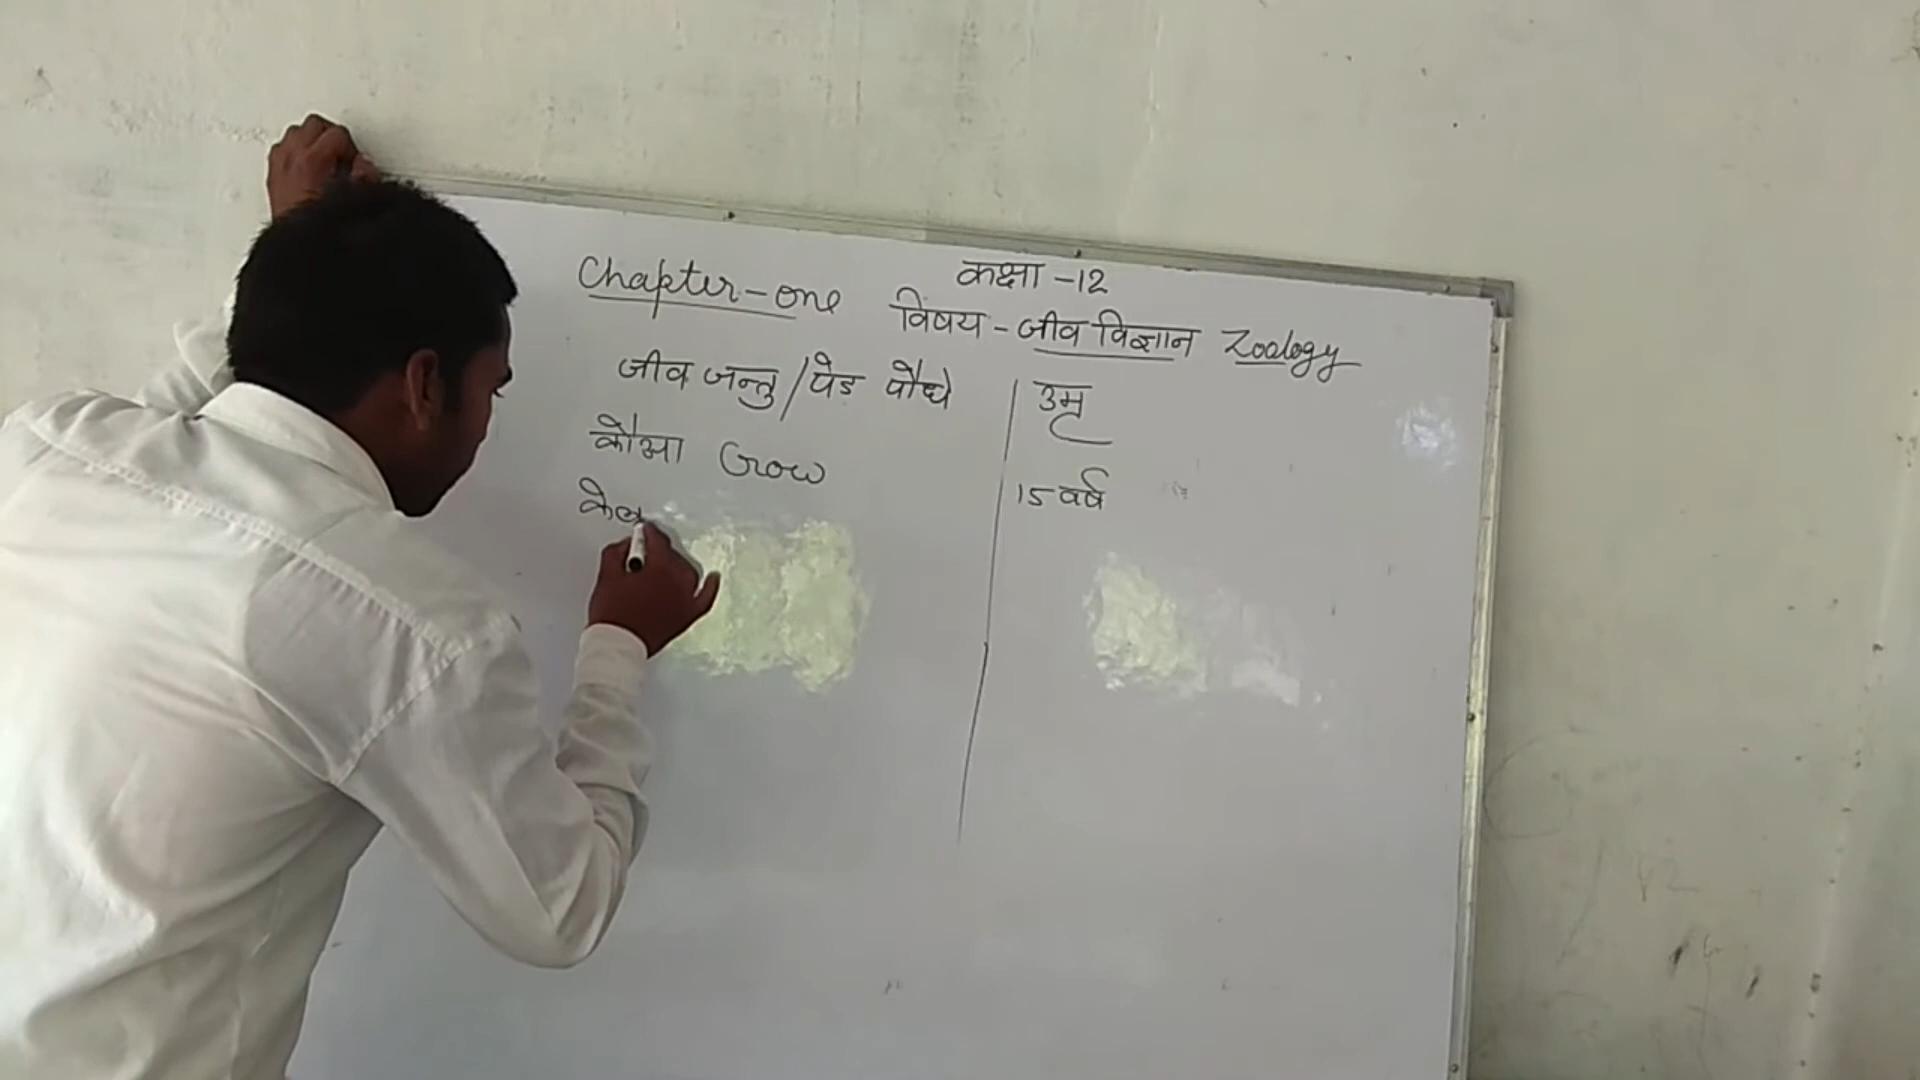 Chapter-one
कक्षा -12
विषय - जीव विज्ञान Zoology
जीव जन्तु / पेड पौधे | उम्र
कौआ Crow 15 वर्ष
केल